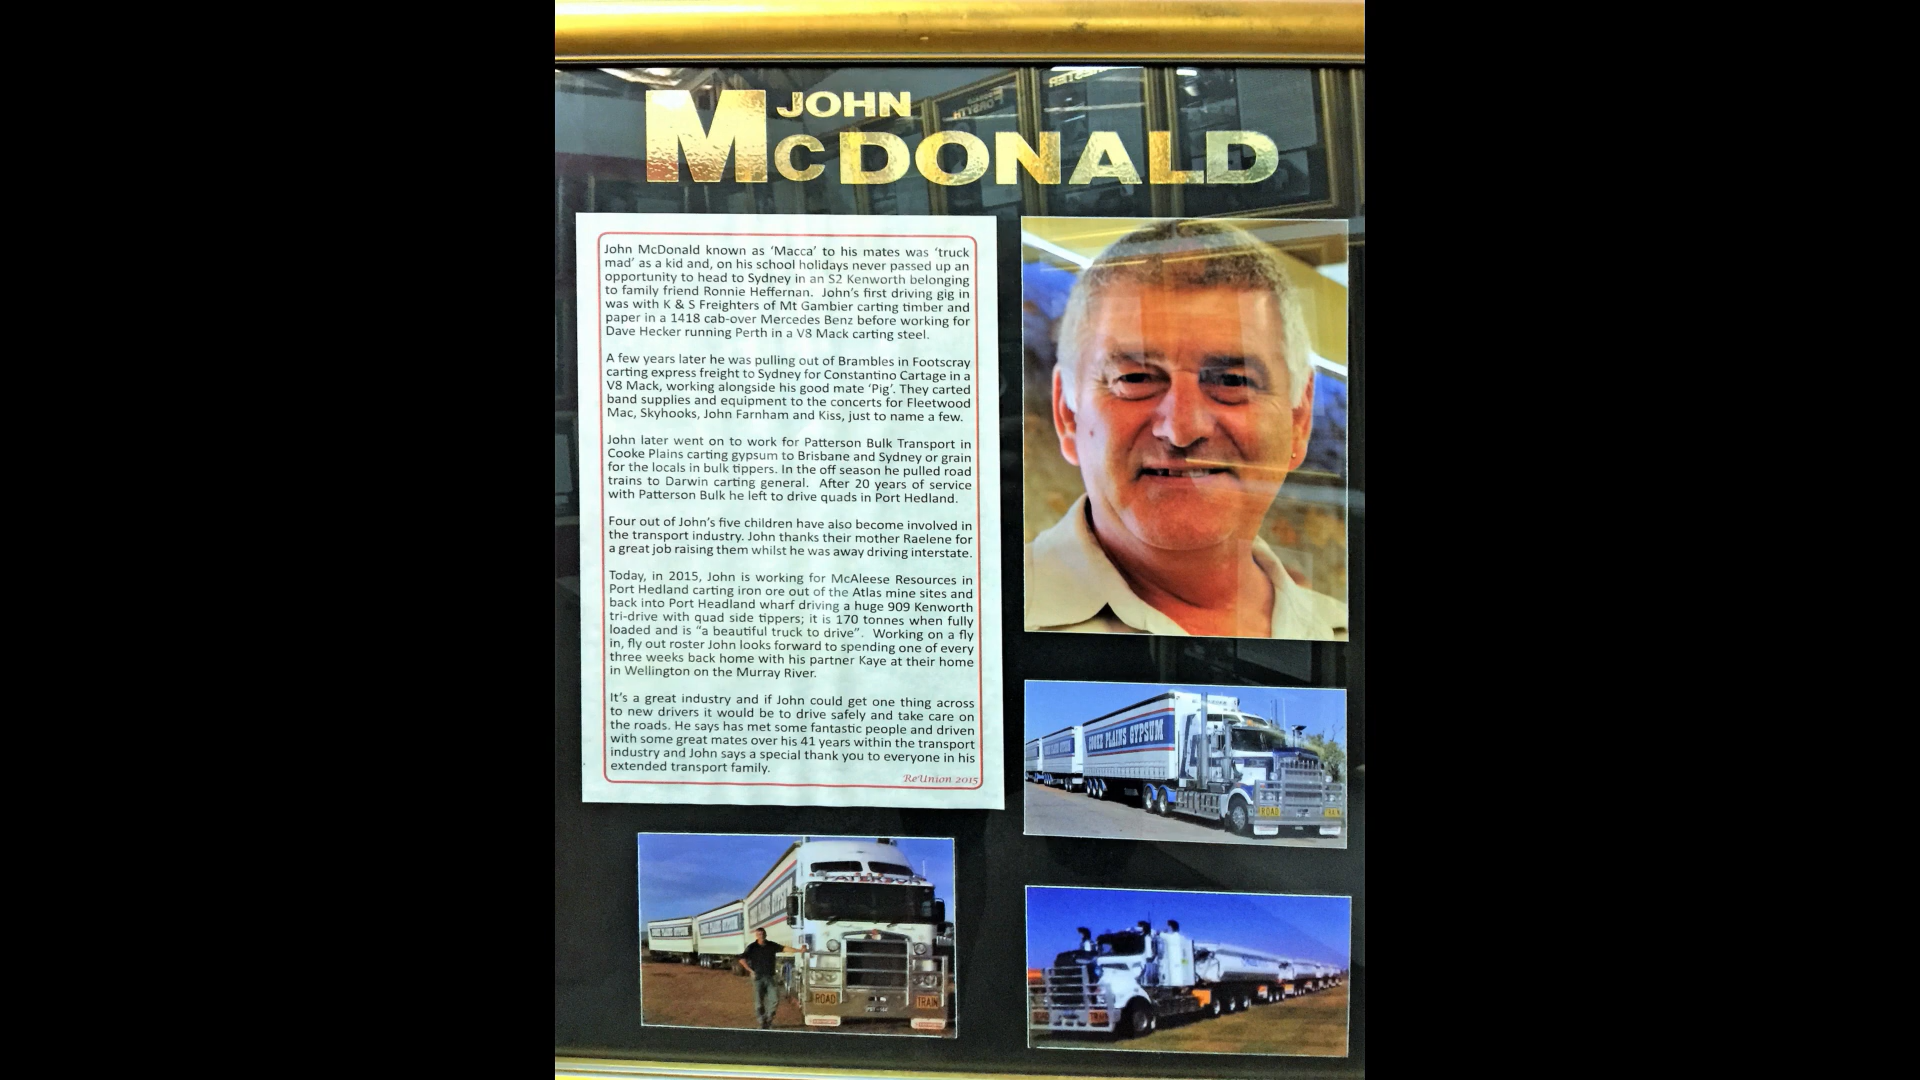 JOHN
McDONALD
John McDonald known as ‘Macca’ to his mates was ‘truck
mad’ as a kid and, on his school holidays never passed up an
opportunity to head to Sydney in an S2 Kenworth belonging
to family friend Ronnie Heffernan. John’s first driving gig in
was with K & S Freighters of Mt Gambier carting timber and
paper in a 1418 cab-over Mercedes Benz before working for
Dave Hecker running Perth in a V8 Mack carting steel.
A few years later he was pulling out of Brambles in Footscray
carting express freight to Sydney for Constantino Cartage in a
V8 Mack, working alongside his good mate ‘Pig’. They carted
band supplies and equipment to the concerts for Fleetwood
Mac, Skyhooks, John Farnham and Kiss, just to name a few.
John later went on to work for Patterson Bulk Transport in
Cooke Plains carting gypsum to Brisbane and Sydney or grain
for the locals in bulk tippers. In the off season he pulled road
trains to Darwin carting general. After 20 years of service
with Patterson Bulk he left to drive quads in Port Hedland.
Four out of John’s five children have also become involved in
the transport industry. John thanks their mother Raelene for
a great job raising them whilst he was away driving interstate.
Today, in 2015, John is working for McAleese Resources in
Port Hedland carting iron ore out of the Atlas mine sites and
back into Port Headland wharf driving a huge 909 Kenworth
tri-drive with quad side tippers; it is 170 tonnes when fully
loaded and is “a beautiful truck to drive”. Working on a fly
in, fly out roster John looks forward to spending one of every
three weeks back home with his partner Kaye at their home
in Wellington on the Murray River.
It’s a great industry and if John could get one thing across
to new drivers it would be to drive safely and take care on
the roads. He says has met some fantastic people and driven
with some great mates over his 41 years within the transport
industry and John says a special thank you to everyone in his
extended transport family.
ReUnion 2015
COOKE PLAINS GYPSUM
ROAD
ROAD TRAIN